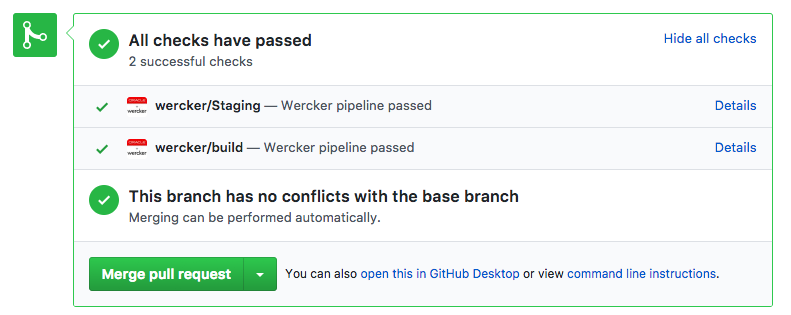 All checks have passed
Hide all checks
2 successful checks
ORACLE + wercker
wercker/Staging — Wercker pipeline passed
Details
ORACLE + wercker
wercker/build — Wercker pipeline passed
Details
This branch has no conflicts with the base branch
Merging can be performed automatically.
Merge pull request
You can also open this in GitHub Desktop or view command line instructions.